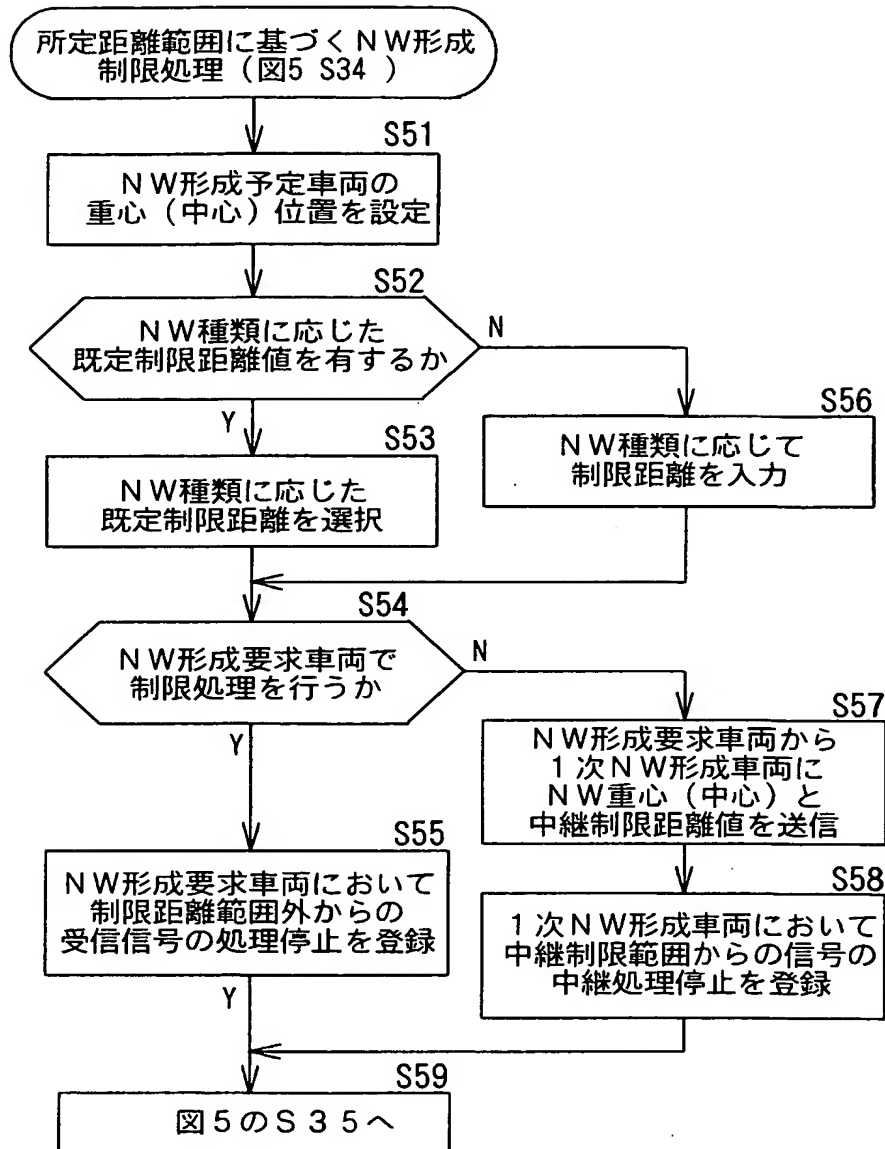 所定距離範囲に基づくNW形成
制限処理(図5 S34 )
S51
NW形成予定車両の
重心(中心)位置を設定
S52
NW種類に応じた
既定制限距離値を有するか
N
Y
S53
NW種類に応じた
既定制限距離を選択
S56
NW種類に応じて
制限距離を入力
S54
NW形成要求車両で
制限処理を行うか
N
Y
S57
NW形成要求車両から
1次NW形成車両に
NW重心(中心)と
中継制限距離値を送信
S55
NW形成要求車両において
制限距離範囲外からの
受信信号の処理停止を登録
Y
S58
1次NW形成車両において
中継制限範囲からの信号の
中継処理停止を登録
S59
図5のS35へ